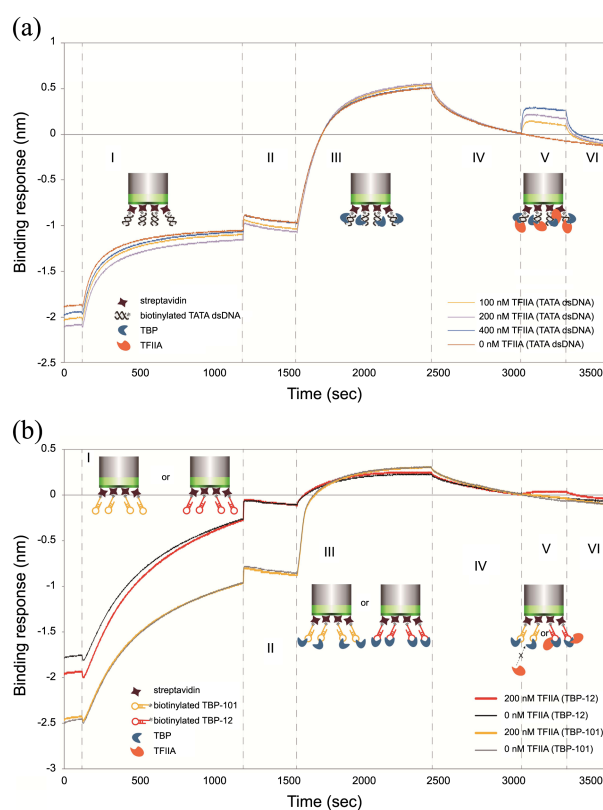 (a)
1
0.5
0
-0.5
-1
-1.5
-2
-2.5
Binding response (nm)
I
II
III
IV
V
VI
streptavidin
biotinylated TATA dsDNA
TBP
TFIIA
100 nM TFIIA (TATA dsDNA)
200 nM TFIIA (TATA dsDNA)
400 nM TFIIA (TATA dsDNA)
0 nM TFIIA (TATA dsDNA)
0 500 1000 1500 2000 2500 3000 3500
Time (sec)
(b)
0.5
0
-0.5
-1
-1.5
-2
-2.5
-3
Binding response (nm)
I
or
II
III
or
IV
V
VI
or
x
streptavidin
biotinylated TBP-101
biotinylated TBP-12
TBP
TFIIA
200 nM TFIIA (TBP-12)
0 nM TFIIA (TBP-12)
200 nM TFIIA (TBP-101)
0 nM TFIIA (TBP-101)
0 500 1000 1500 2000 2500 3000 3500
Time (sec)